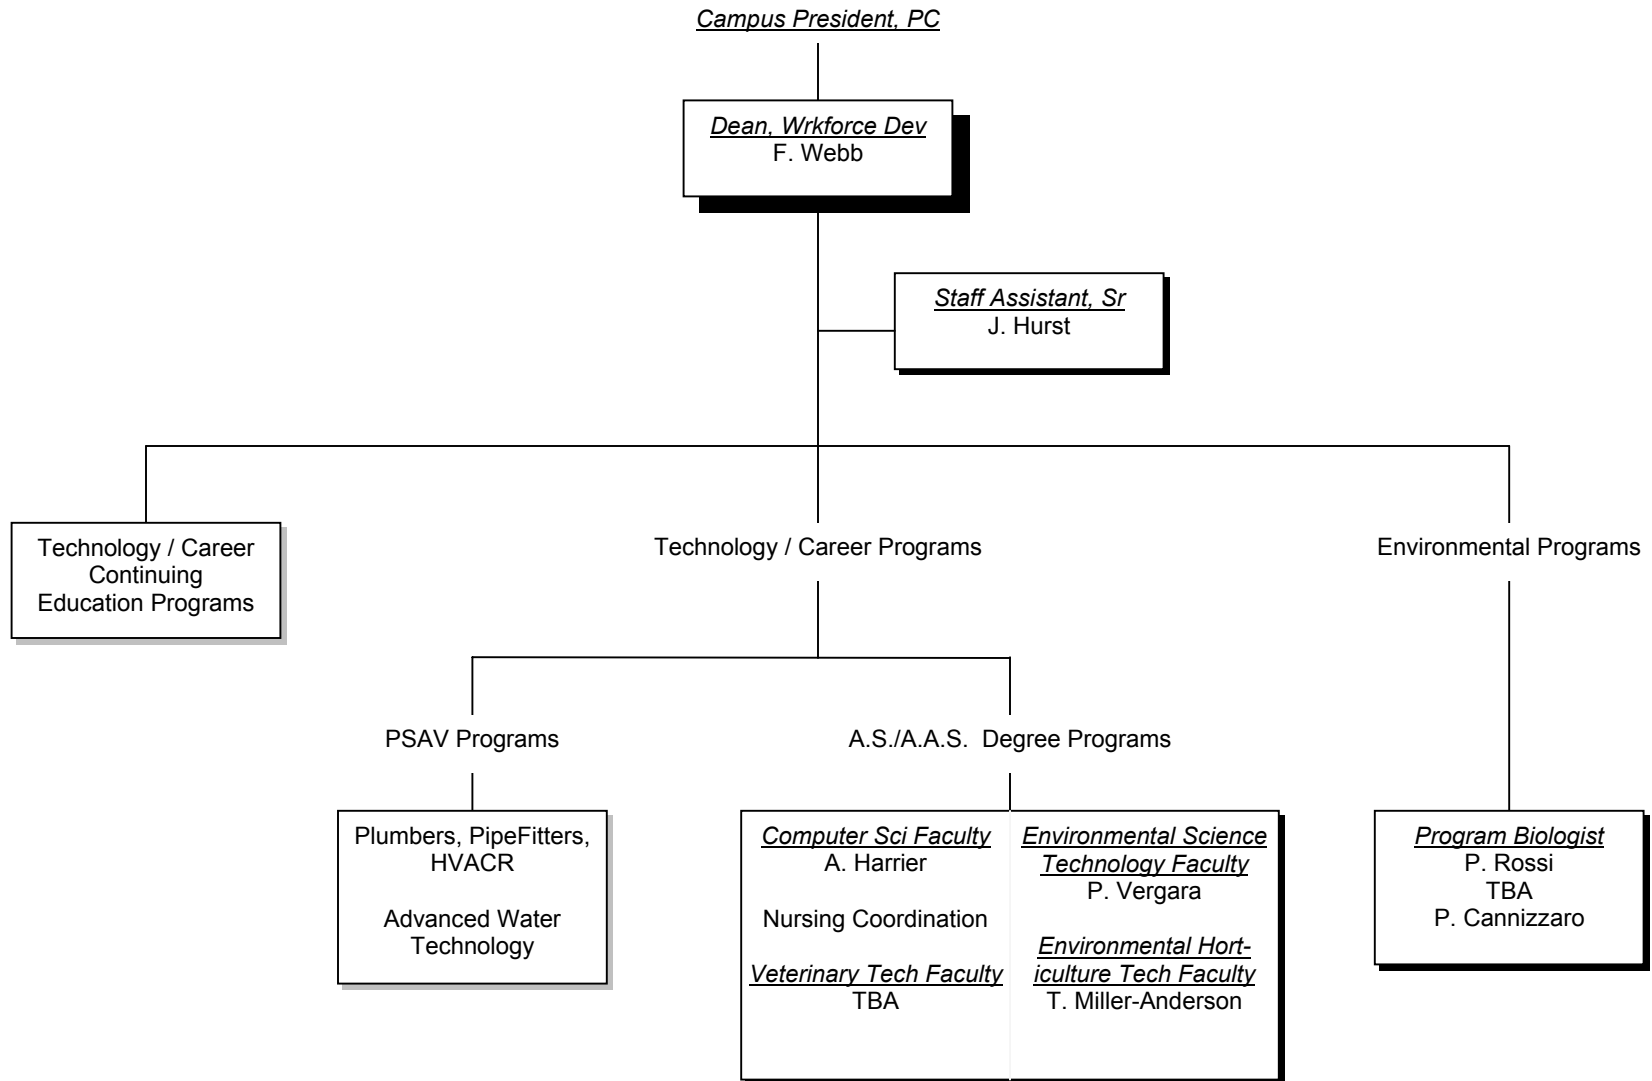 Campus President, PC
Dean, Wrkforce Dev
F. Webb
Staff Assistant, Sr
J. Hurst
Technology / Career
Continuing
Education Programs
Technology / Career Programs
Environmental Programs
PSAV Programs
A.S./A.A.S.  Degree Programs
Plumbers, PipeFitters,
HVACR
Advanced Water
Technology
Computer Sci Faculty
A. Harrier
Nursing Coordination
Veterinary Tech Faculty
TBA
Environmental Science
Technology Faculty
P. Vergara
Environmental Hort-
iculture Tech Faculty
T. Miller-Anderson
Program Biologist
P. Rossi
TBA
P. Cannizzaro